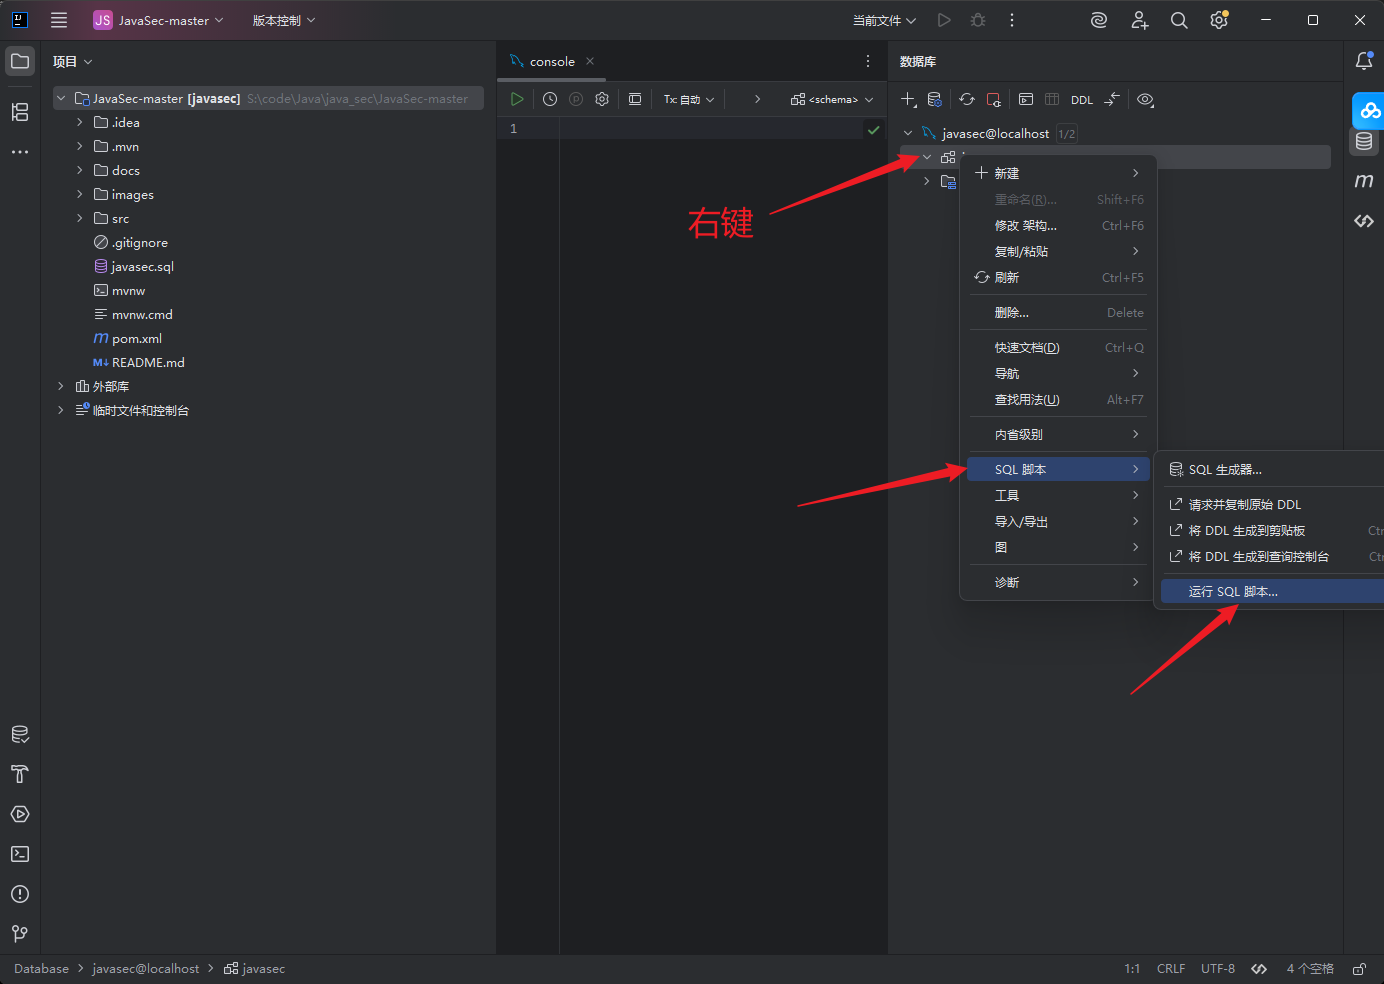 JS JavaSec-master
版本控制
当前文件
项目
console
数据库
JavaSec-master [javasec] S:\code\Java\java_sec\JavaSec-master
Tx: 自动
<schema>
DDL
.idea
1
javasec@localhost 1/2
.mvn
docs
images
src
.gitignore
javasec.sql
mvnw
mvnw.cmd
pom.xml
README.md
外部库
临时文件和控制台
右键
新建
重命名(R)... Shift+F6
修改 架构... Ctrl+F6
复制/粘贴
刷新 Ctrl+F5
删除... Delete
快速文档(D) Ctrl+Q
导航
查找用法(U) Alt+F7
内省级别
SQL 脚本
工具
导入/导出
图
诊断
SQL 生成器...
请求并复制原始 DDL
将 DDL 生成到剪贴板
将 DDL 生成到查询控制台
运行 SQL 脚本...
Database
javasec@localhost
javasec
1:1
CRLF
UTF-8
4 个空格